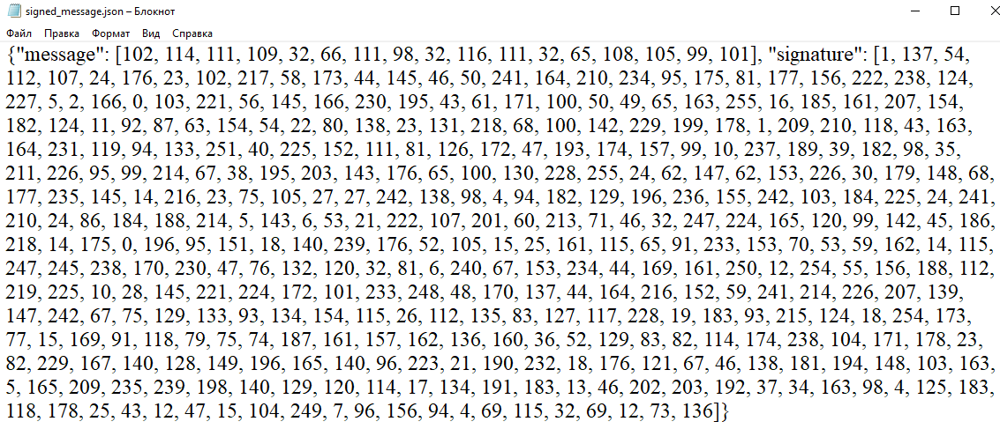 signed_message.json – Блокнот
Файл Правка Формат Вид Справка
{"message": [102, 114, 111, 109, 32, 66, 111, 98, 32, 116, 111, 32, 65, 108, 105, 99, 101], "signature": [1, 137, 54,
112, 107, 24, 176, 23, 102, 217, 58, 173, 44, 145, 46, 50, 241, 164, 210, 234, 95, 175, 81, 177, 156, 222, 238, 124,
227, 5, 2, 166, 0, 103, 221, 56, 145, 166, 230, 195, 43, 61, 171, 100, 50, 49, 65, 163, 255, 16, 185, 161, 207, 154,
182, 124, 11, 92, 87, 63, 154, 54, 22, 80, 138, 23, 131, 218, 68, 100, 142, 229, 199, 178, 1, 209, 210, 118, 43, 163,
164, 231, 119, 94, 133, 251, 40, 225, 152, 111, 81, 126, 172, 47, 193, 174, 157, 99, 10, 237, 189, 39, 182, 98, 35,
211, 226, 95, 99, 214, 67, 38, 195, 203, 143, 176, 65, 100, 130, 228, 255, 24, 62, 147, 62, 153, 226, 30, 179, 148, 68,
177, 235, 145, 14, 216, 23, 75, 105, 27, 27, 242, 138, 98, 4, 94, 182, 129, 196, 236, 155, 242, 103, 184, 225, 24, 241,
210, 24, 86, 184, 188, 214, 5, 143, 6, 53, 21, 222, 107, 201, 60, 213, 71, 46, 32, 247, 224, 165, 120, 99, 142, 45, 186,
218, 14, 175, 0, 196, 95, 151, 18, 140, 239, 176, 52, 105, 15, 25, 161, 115, 65, 91, 233, 153, 70, 53, 59, 162, 14, 115,
247, 245, 238, 170, 230, 47, 76, 132, 120, 32, 81, 6, 240, 67, 153, 234, 44, 169, 161, 250, 12, 254, 55, 156, 188, 112,
219, 225, 10, 28, 145, 221, 224, 172, 101, 233, 248, 48, 170, 137, 44, 164, 216, 152, 59, 241, 214, 226, 207, 139,
147, 242, 67, 75, 129, 133, 93, 134, 154, 115, 26, 112, 135, 83, 127, 117, 228, 19, 183, 93, 215, 124, 18, 254, 173,
77, 15, 169, 91, 118, 79, 75, 74, 187, 161, 157, 162, 136, 160, 36, 52, 129, 83, 82, 114, 174, 238, 104, 171, 178, 23,
82, 229, 167, 140, 128, 149, 196, 165, 140, 96, 223, 21, 190, 232, 18, 176, 121, 67, 46, 138, 181, 194, 148, 103, 163,
5, 165, 209, 235, 239, 198, 140, 129, 120, 114, 17, 134, 191, 183, 13, 46, 202, 203, 192, 37, 34, 163, 98, 4, 125, 183,
118, 178, 25, 43, 12, 47, 15, 104, 249, 7, 96, 156, 94, 4, 69, 115, 32, 69, 12, 73, 136]}